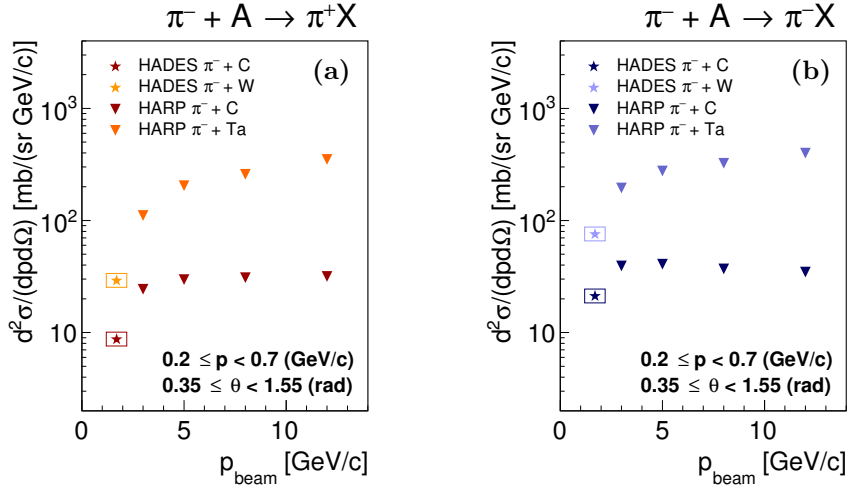 π⁻ + A → π⁺X
d²σ/(dpdΩ) [mb/(sr GeV/c)]
10³
10²
10
HADES π⁻ + C
HADES π⁻ + W
HARP π⁻ + C
HARP π⁻ + Ta
(a)
0.2 ≤ p < 0.7 (GeV/c)
0.35 ≤ θ < 1.55 (rad)
0 5 10
p_beam [GeV/c]
π⁻ + A → π⁻X
d²σ/(dpdΩ) [mb/(sr GeV/c)]
10³
10²
10
HADES π⁻ + C
HADES π⁻ + W
HARP π⁻ + C
HARP π⁻ + Ta
(b)
0.2 ≤ p < 0.7 (GeV/c)
0.35 ≤ θ < 1.55 (rad)
0 5 10
p_beam [GeV/c]